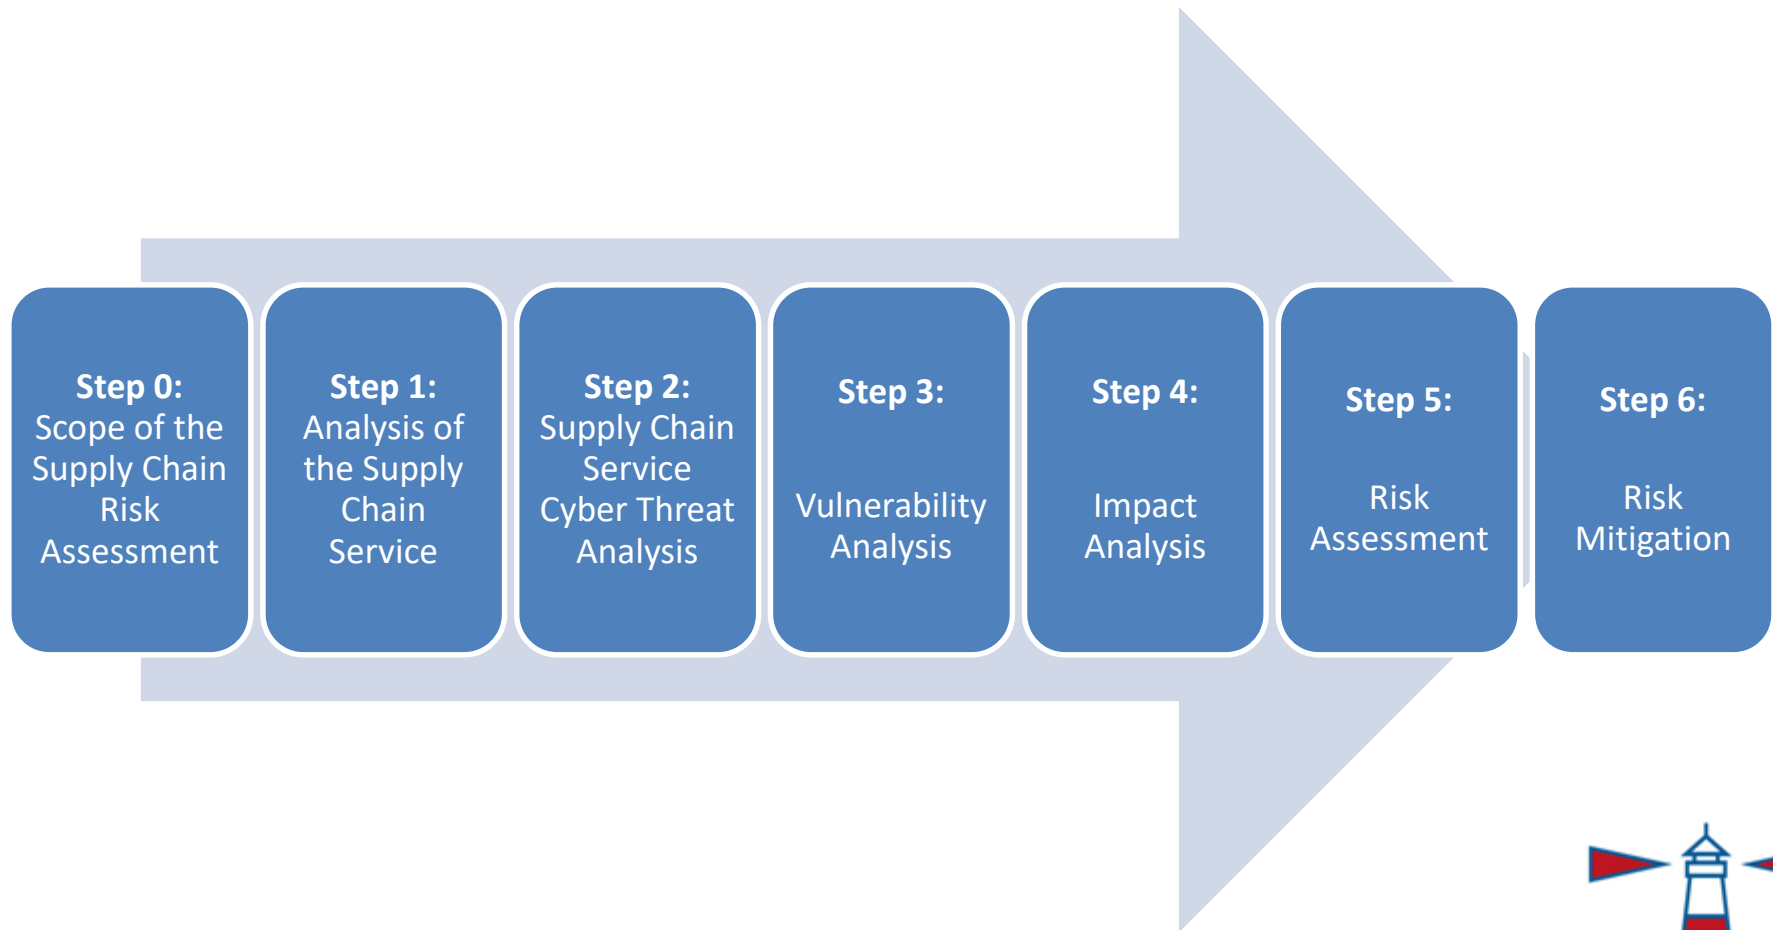 Step 0:
Scope of the
Supply Chain
Risk
Assessment
Step 1:
Analysis of
the Supply
Chain
Service
Step 2:
Supply Chain
Service
Cyber Threat
Analysis
Step 3:
Vulnerability
Analysis
Step 4:
Impact
Analysis
Step 5:
Risk
Assessment
Step 6:
Risk
Mitigation